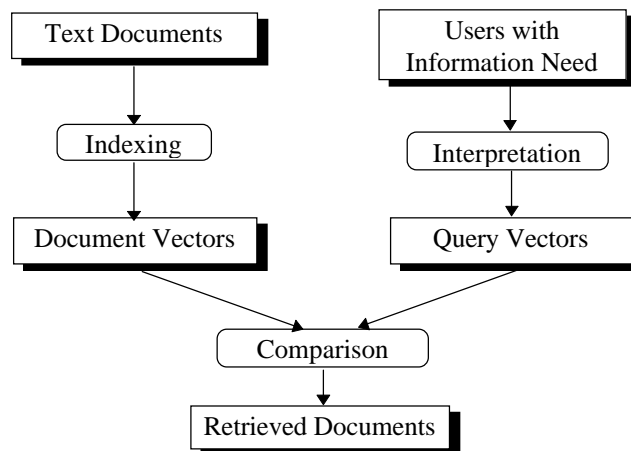 Text Documents
Users with
Information Need
Indexing
Interpretation
Document Vectors
Query Vectors
Comparison
Retrieved Documents